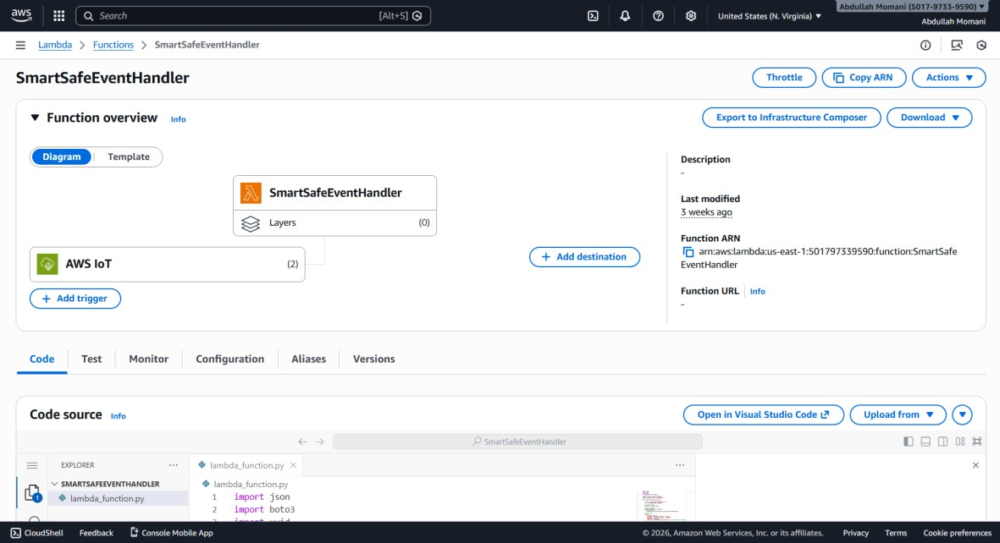 aws
Search [Alt+S]
United States (N. Virginia)
Abdullah Momani (5017-9733-9590)
Abdullah Momani
Lambda > Functions > SmartSafeEventHandler
SmartSafeEventHandler
Throttle Copy ARN Actions
Function overview Info
Export to Infrastructure Composer Download
Diagram Template
SmartSafeEventHandler
Layers (0)
AWS IoT (2)
+ Add trigger
+ Add destination
Description
-
Last modified
3 weeks ago
Function ARN
arn:aws:lambda:us-east-1:501797339590:function:SmartSafe
EventHandler
Function URL Info
-
Code Test Monitor Configuration Aliases Versions
Code source Info
Open in Visual Studio Code Upload from
SmartSafeEventHandler
EXPLORER ...
SMARTSAFEEVENTHANDLER
1
lambda_function.py
lambda_function.py ...
lambda_function.py
1 import json
2 import boto3
CloudShell Feedback Console Mobile App
© 2026, Amazon Web Services, Inc. or its affiliates. Privacy Terms Cookie preferences